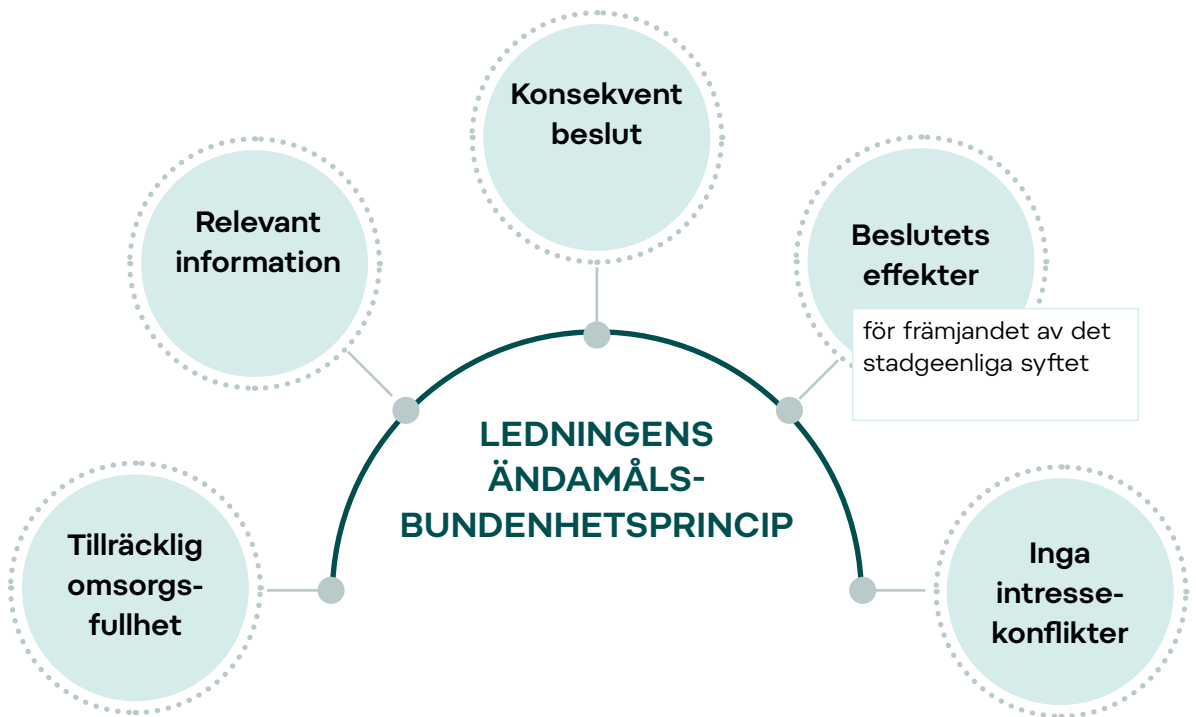 Konsekvent
beslut
Relevant
information
Beslutets
effekter
för främjandet av det
stadgeenliga syftet
LEDNINGENS
ÄNDAMÅLS-
BUNDENHETSPRINCIP
Tillräcklig
omsorgs-
fullhet
Inga
intresse-
konflikter